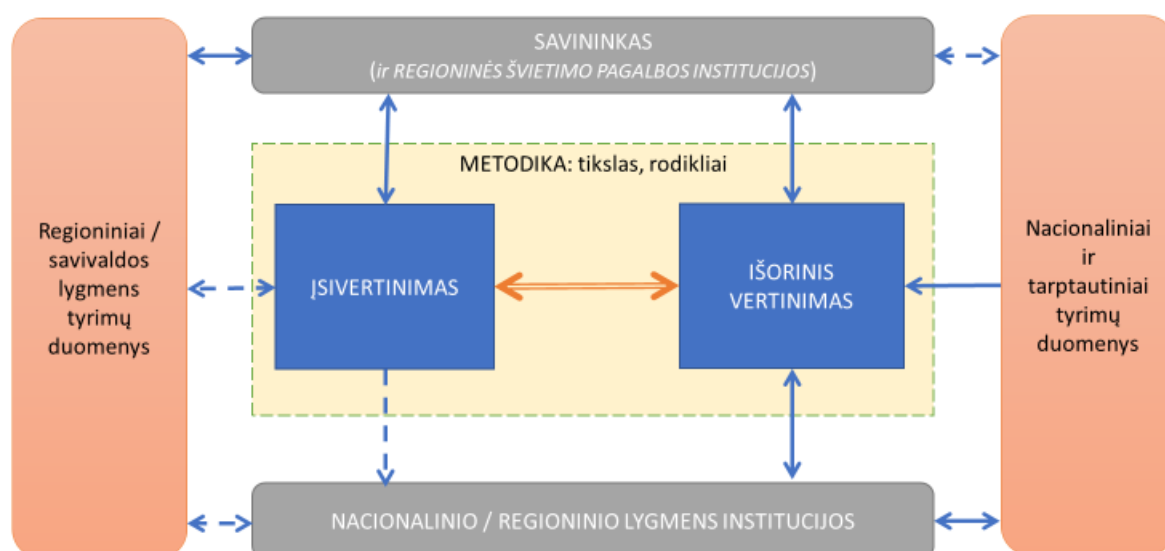 SAVININKAS
(ir REGIONINĖS ŠVIETIMO PAGALBOS INSTITUCIJOS)
METODIKA: tikslas, rodikliai
Regioniniai /
savivaldos
lygmens
tyrimų
duomenys
ĮSIVERTINIMAS
IŠORINIS
VERTINIMAS
Nacionaliniai
ir
tarptautiniai
tyrimų
duomenys
NACIONALINIO / REGIONINIO LYGMENS INSTITUCIJOS